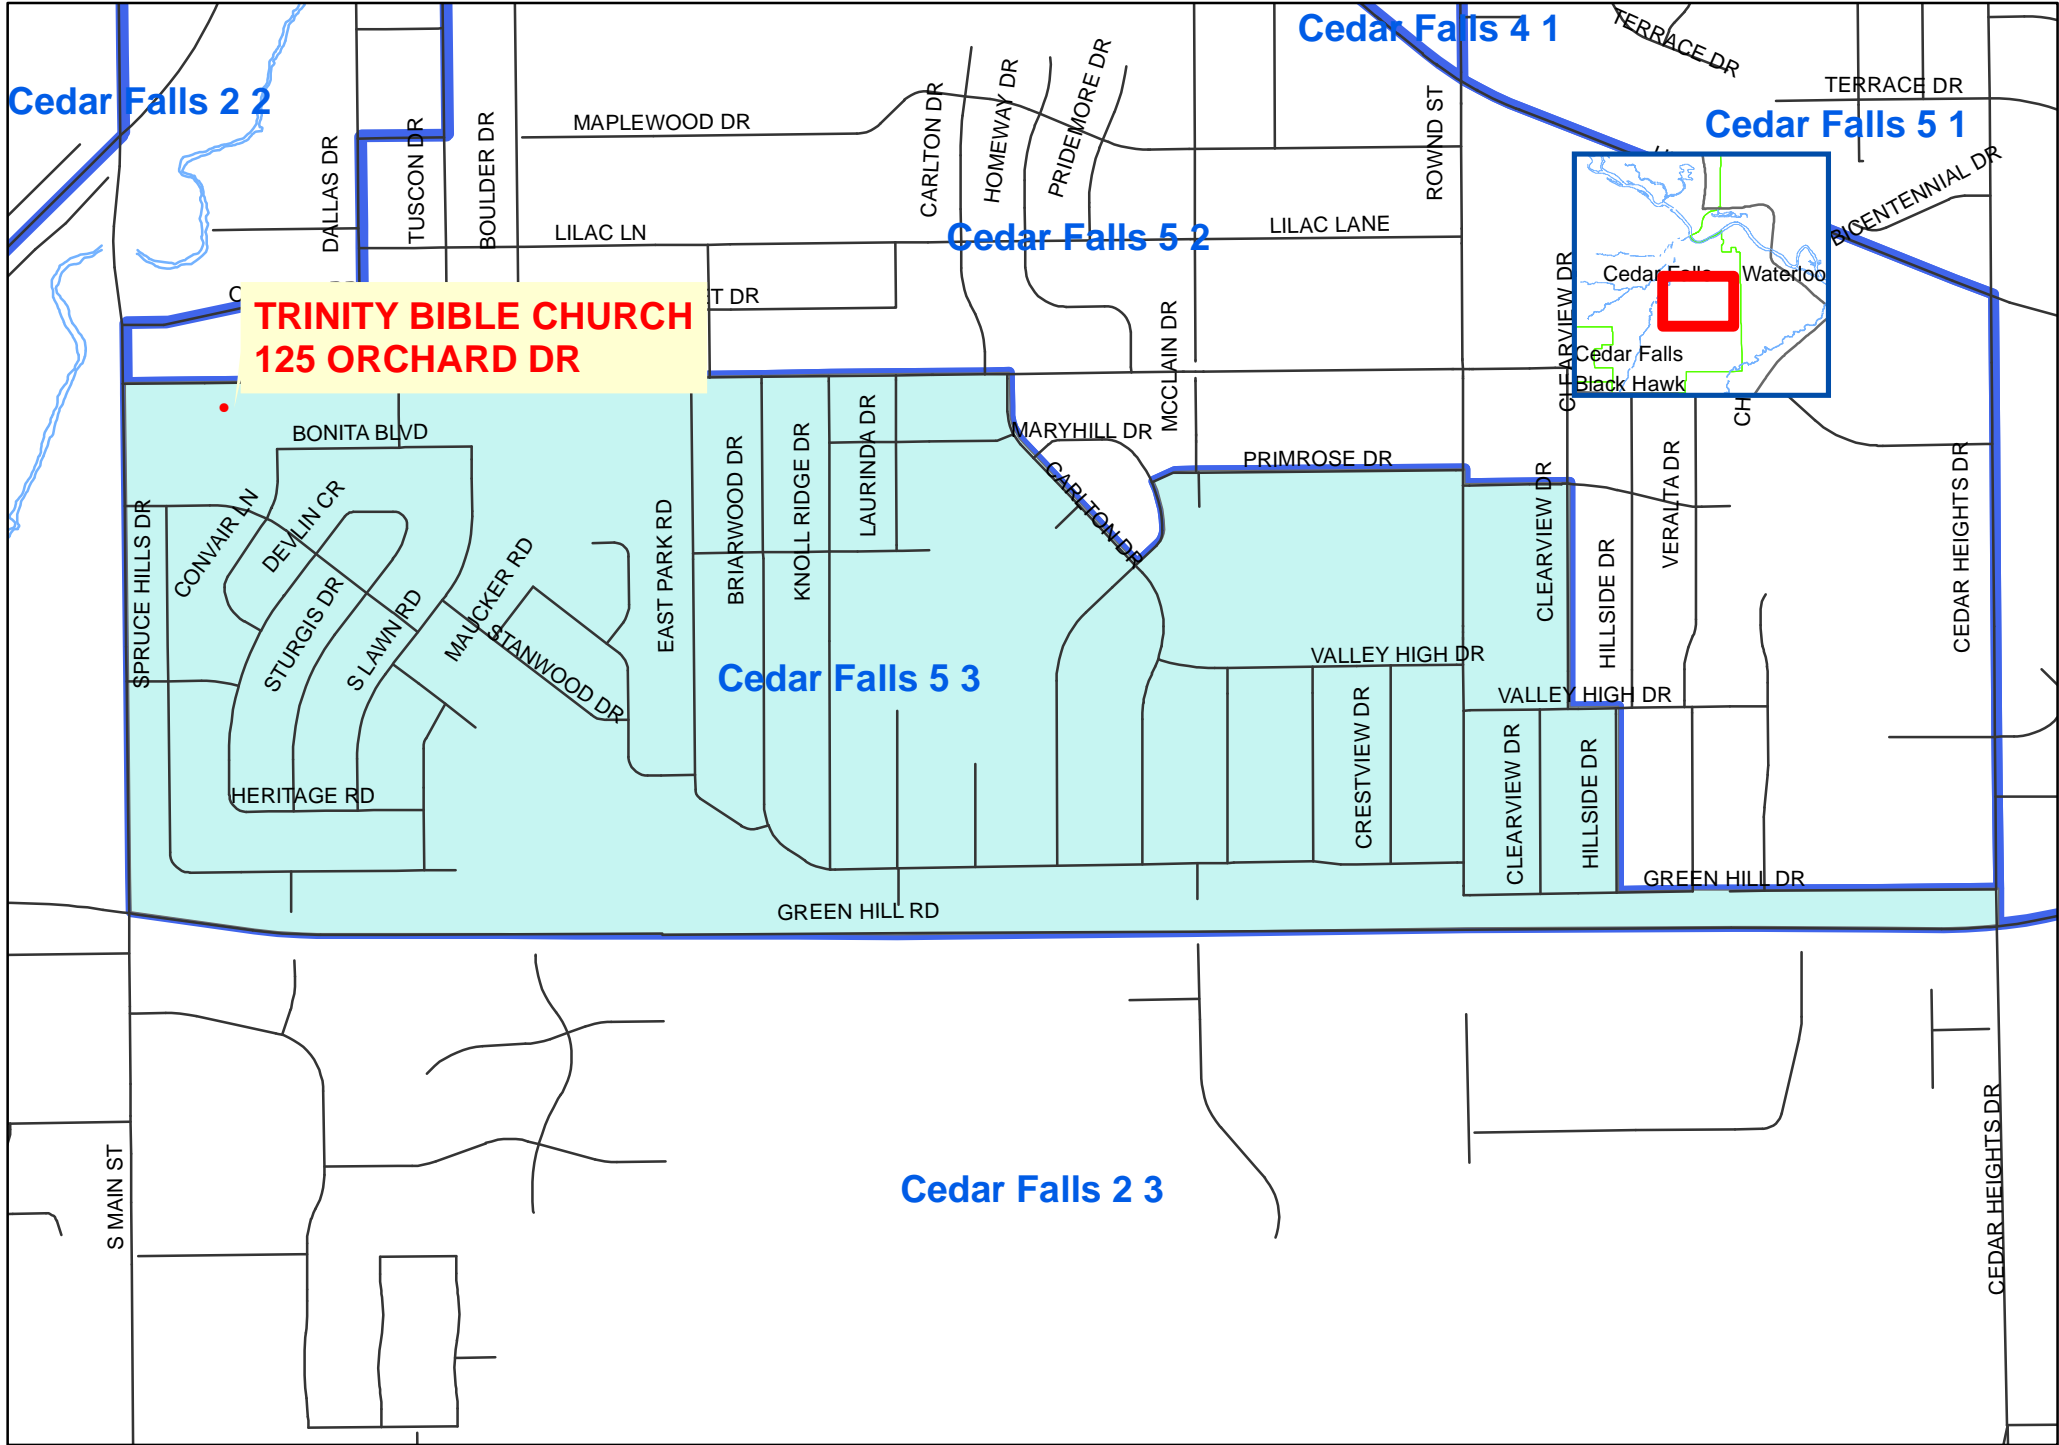 Cedar Falls 4 1
TERRACE DR
Cedar Falls 2 2
TERRACE DR
Cedar Falls 5 1
MAPLEWOOD DR
CARLTON DR
HOMEWAY DR
PRIDEMORE DR
ROWND ST
DALLAS DR
TUSCON DR
BOULDER DR
BICENTENNIAL DR
LILAC LN
Cedar Falls 5 2
LILAC LANE
CLEARVIEW DR
Cedar Falls
Waterloo
Cedar Falls
Black Hawk
TRINITY BIBLE CHURCH
125 ORCHARD DR
MCCLAIN DR
BONITA BLVD
LAURINDA DR
MARYHILL DR
CARLTON DR
PRIMROSE DR
VERALTA DR
CEDAR HEIGHTS DR
SPRUCE HILLS DR
CONVAIR LN
DEVLIN CR
STURGIS DR
S LAWN RD
MAUCKER RD
STANWOOD DR
EAST PARK RD
BRIARWOOD DR
KNOLL RIDGE DR
CLEARVIEW DR
HILLSIDE DR
Cedar Falls 5 3
VALLEY HIGH DR
VALLEY HIGH DR
CRESTVIEW DR
CLEARVIEW DR
HILLSIDE DR
HERITAGE RD
GREEN HILL DR
GREEN HILL RD
S MAIN ST
Cedar Falls 2 3
CEDAR HEIGHTS DR